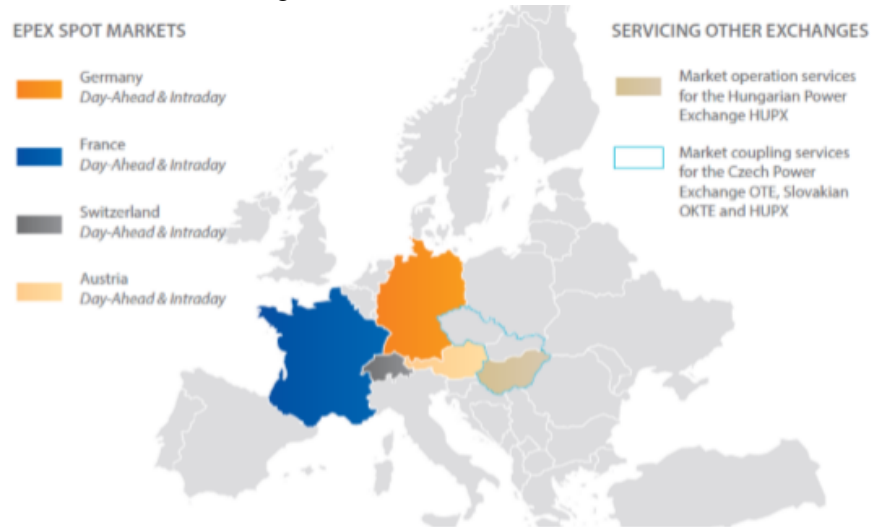 EPEX SPOT MARKETS
Germany
Day-Ahead & Intraday
France
Day-Ahead & Intraday
Switzerland
Day-Ahead & Intraday
Austria
Day-Ahead & Intraday
SERVICING OTHER EXCHANGES
Market operation services
for the Hungarian Power
Exchange HUPX
Market coupling services
for the Czech Power
Exchange OTE, Slovakian
OKTE and HUPX